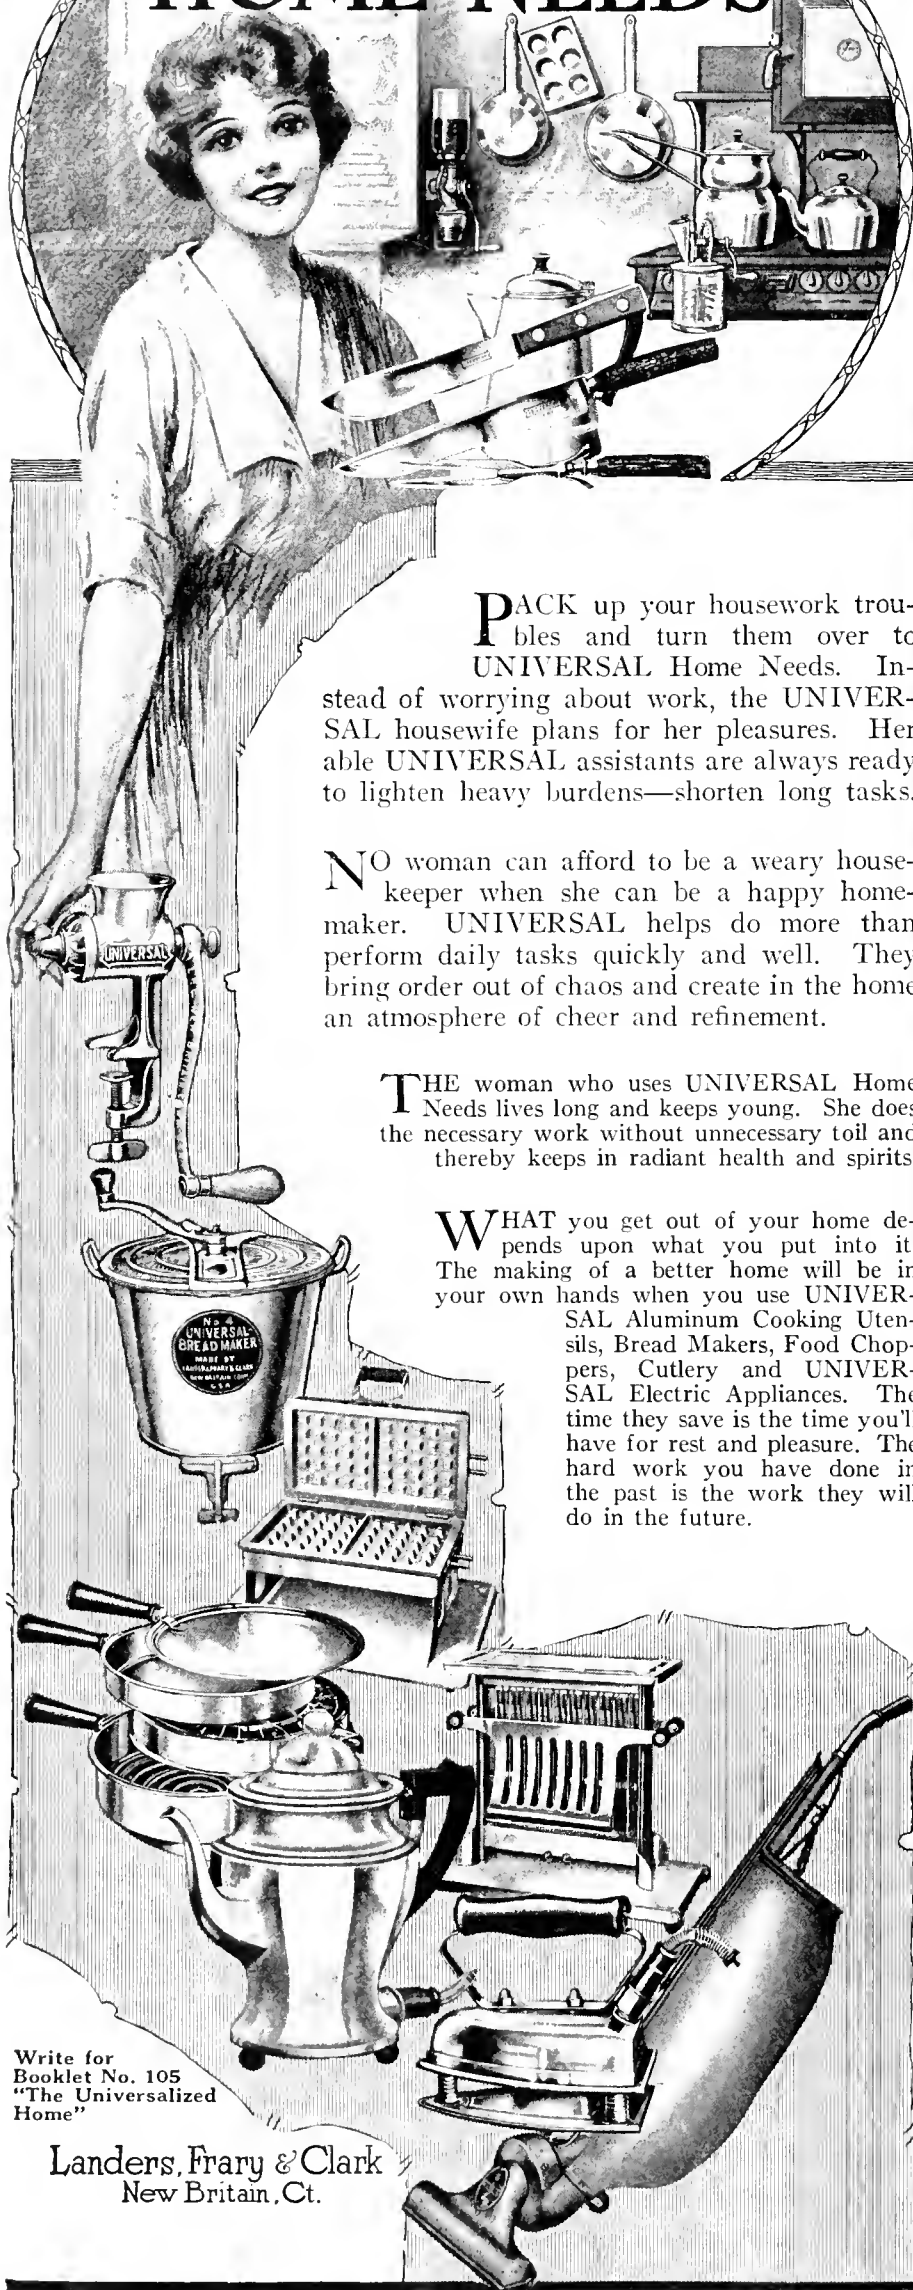 HOME NEEDS
PACK up your housework trou-
bles and turn them over to
UNIVERSAL Home Needs. In-
stead of worrying about work, the UNIVER-
SAL housewife plans for her pleasures. Her
able UNIVERSAL assistants are always ready
to lighten heavy burdens—shorten long tasks.
NO woman can afford to be a weary house-
keeper when she can be a happy home-
maker. UNIVERSAL helps do more than
perform daily tasks quickly and well. They
bring order out of chaos and create in the home
an atmosphere of cheer and refinement.
UNIVERSAL
THE woman who uses UNIVERSAL Home
Needs lives long and keeps young. She does
the necessary work without unnecessary toil and
thereby keeps in radiant health and spirits
WHAT you get out of your home de-
pends upon what you put into it
The making of a better home will be in
your own hands when you use UNIVER-
SAL Aluminum Cooking Uten-
sils, Bread Makers, Food Chop-
pers, Cutlery and UNIVER-
SAL Electric Appliances. The
time they save is the time you'll
have for rest and pleasure. The
hard work you have done in
the past is the work they will
do in the future.
No 4
UNIVERSAL
BREAD MAKER
MADE BY
LANDERS, FRARY & CLARK
NEW BRITAIN CONN.
U S A
Write for
Booklet No. 105
“The Universalized
Home”
Landers, Frary & Clark
New Britain, Ct.